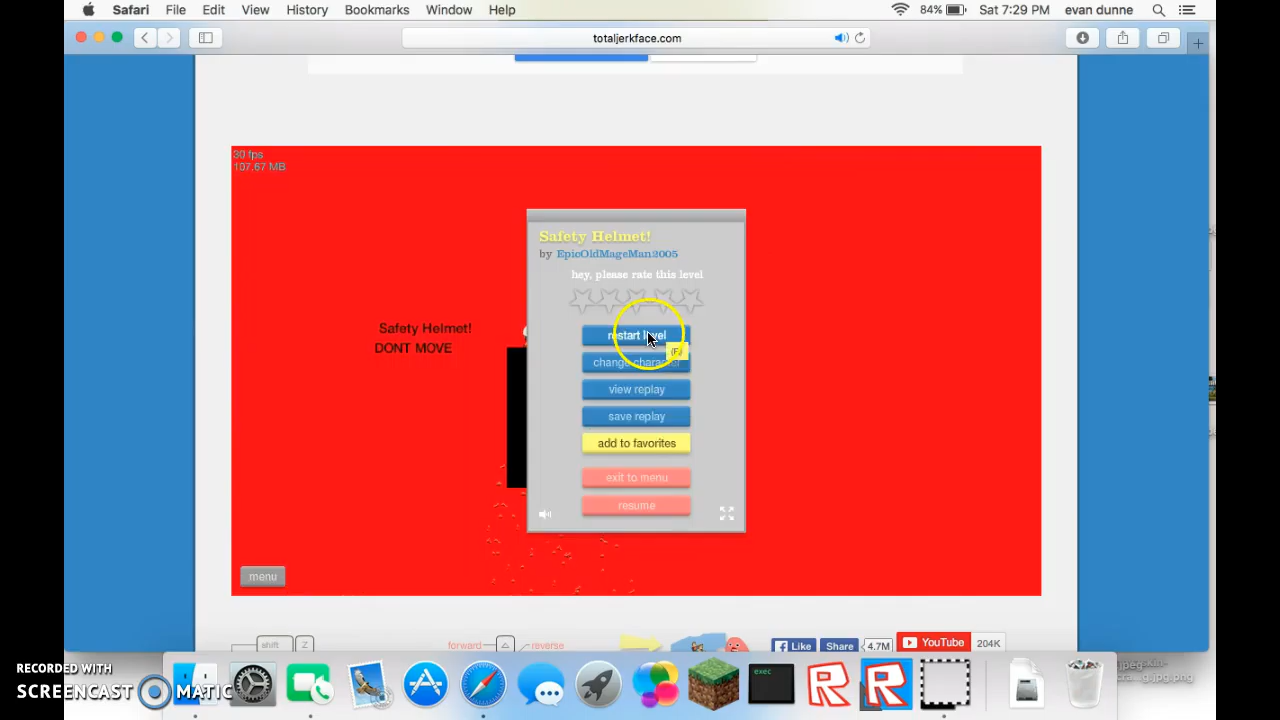 Safari File Edit View History Bookmarks Window Help 84% Sat 7:29 PM evan dunne
totaljerkface.com
30 fps
107.67 MB
Safety Helmet!
by EpicOldMageMan2005
hey, please rate this level
Safety Helmet!
DONT MOVE
restart level
change character
view replay
save replay
add to favorites
exit to menu
resume
menu
shift Z forward reverse Like Share 4.7M YouTube 204K
exec
RECORDED WITH
SCREENCAST MATIC